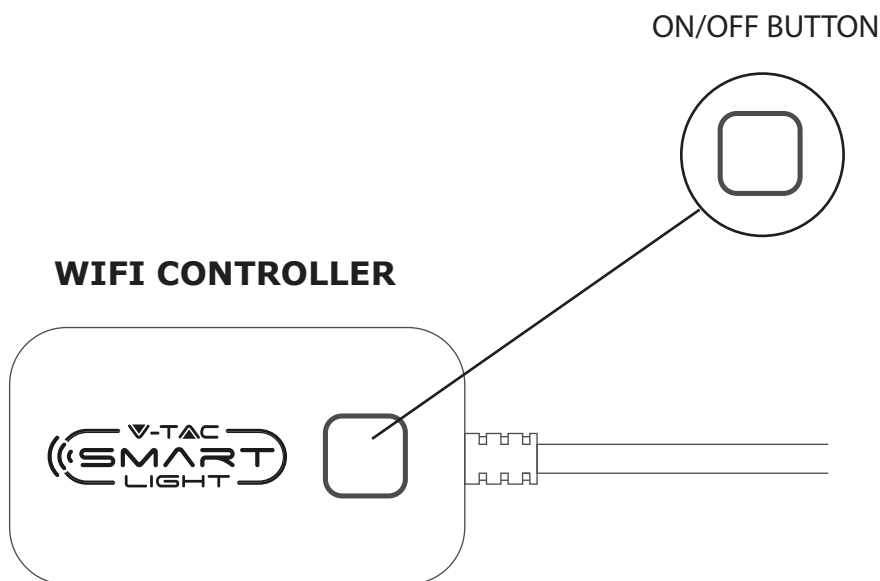 ON/OFF BUTTON
WIFI CONTROLLER
V-TAC
SMART
LIGHT